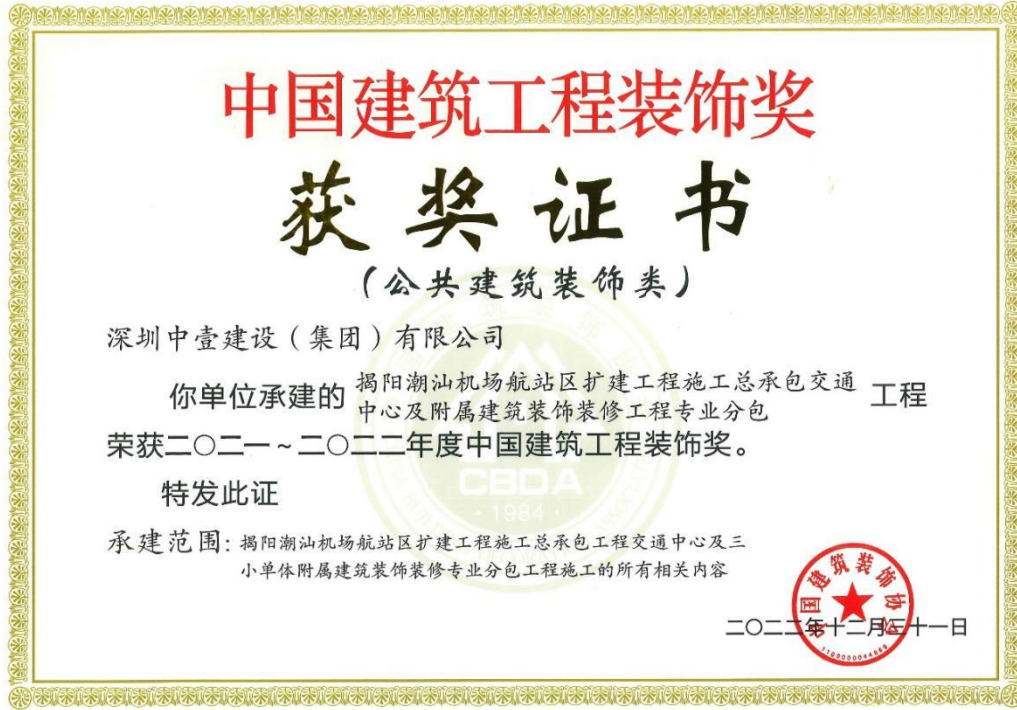 中国建筑工程装饰奖
获奖证书
（公共建筑装饰类）
深圳中壹建设（集团）有限公司
你单位承建的 揭阳潮汕机场航站区扩建工程施工总承包交通中心及附属建筑装饰装修工程专业分包 工程
荣获二〇二一～二〇二二年度中国建筑工程装饰奖。
特发此证
承建范围：揭阳潮汕机场航站区扩建工程施工总承包工程交通中心及三
小单体附属建筑装饰装修专业分包工程施工的所有相关内容
CBDA
·1984·
中国建筑装饰协会
二〇二二年十二月三十一日